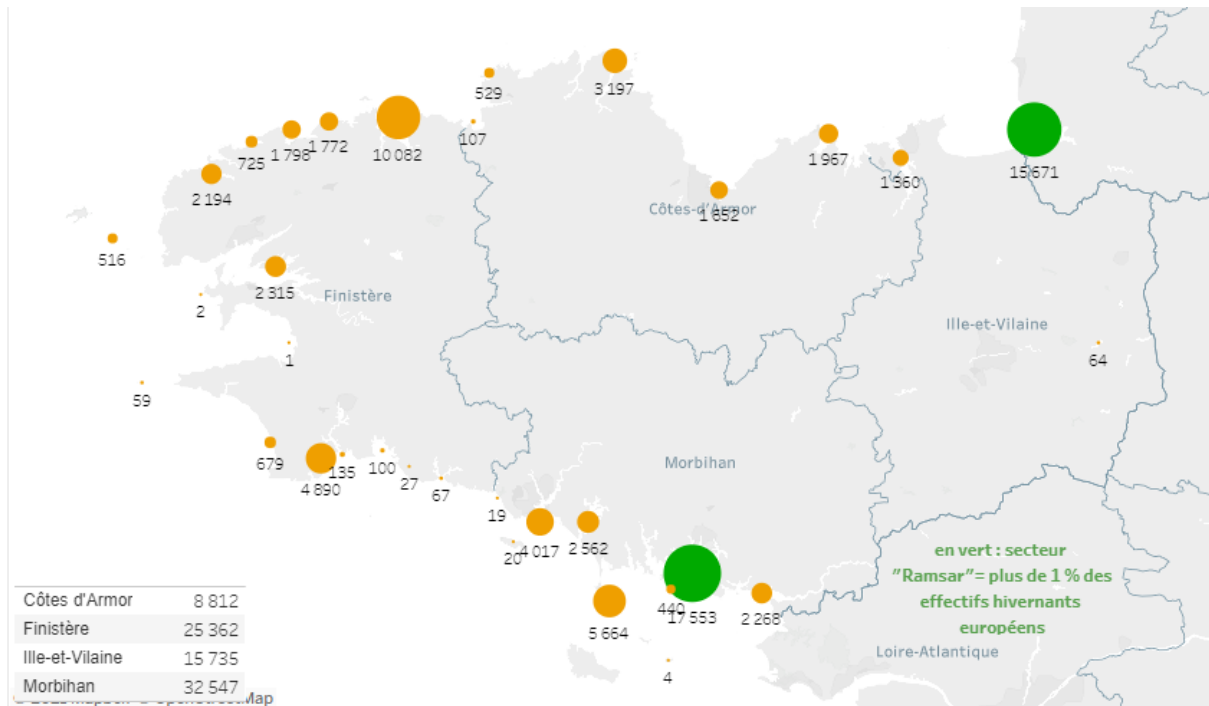 529
3 197
107
725
1 798
1 772
10 082
1 967
1 360
15 671
2 194
Côtes-d'Armor
1 652
516
2 315
Finistère
2
Ille-et-Vilaine
1
64
59
Morbihan
679
4 890
135
100
27
67
19
20
4 017
2 562
en vert : secteur
"Ramsar"= plus de 1 % des
effectifs hivernants
européens
440
17 553
2 268
5 664
Loire-Atlantique
4
Côtes d'Armor 8 812
Finistère 25 362
Ille-et-Vilaine 15 735
Morbihan 32 547
Mapbox © OpenStreetMap